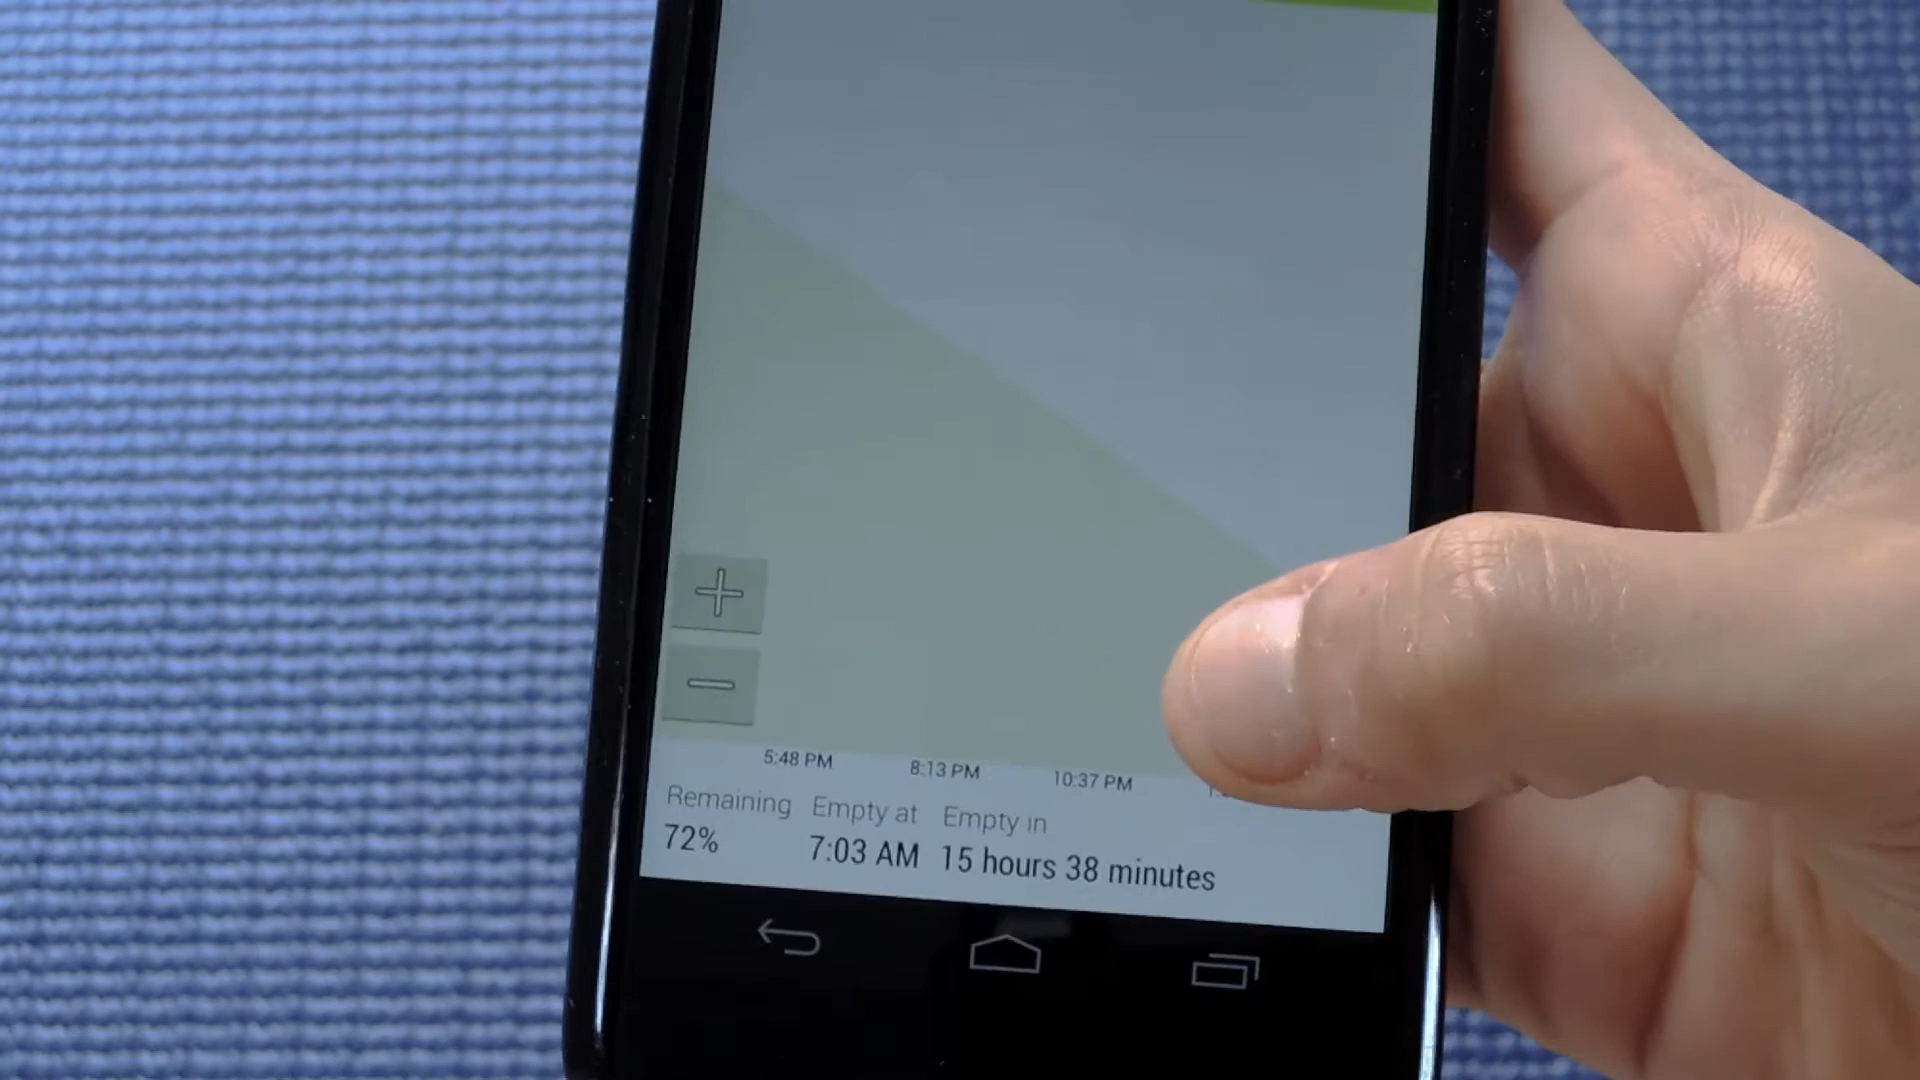 5:48 PM 8:13 PM 10:37 PM
Remaining Empty at Empty in
72% 7:03 AM 15 hours 38 minutes